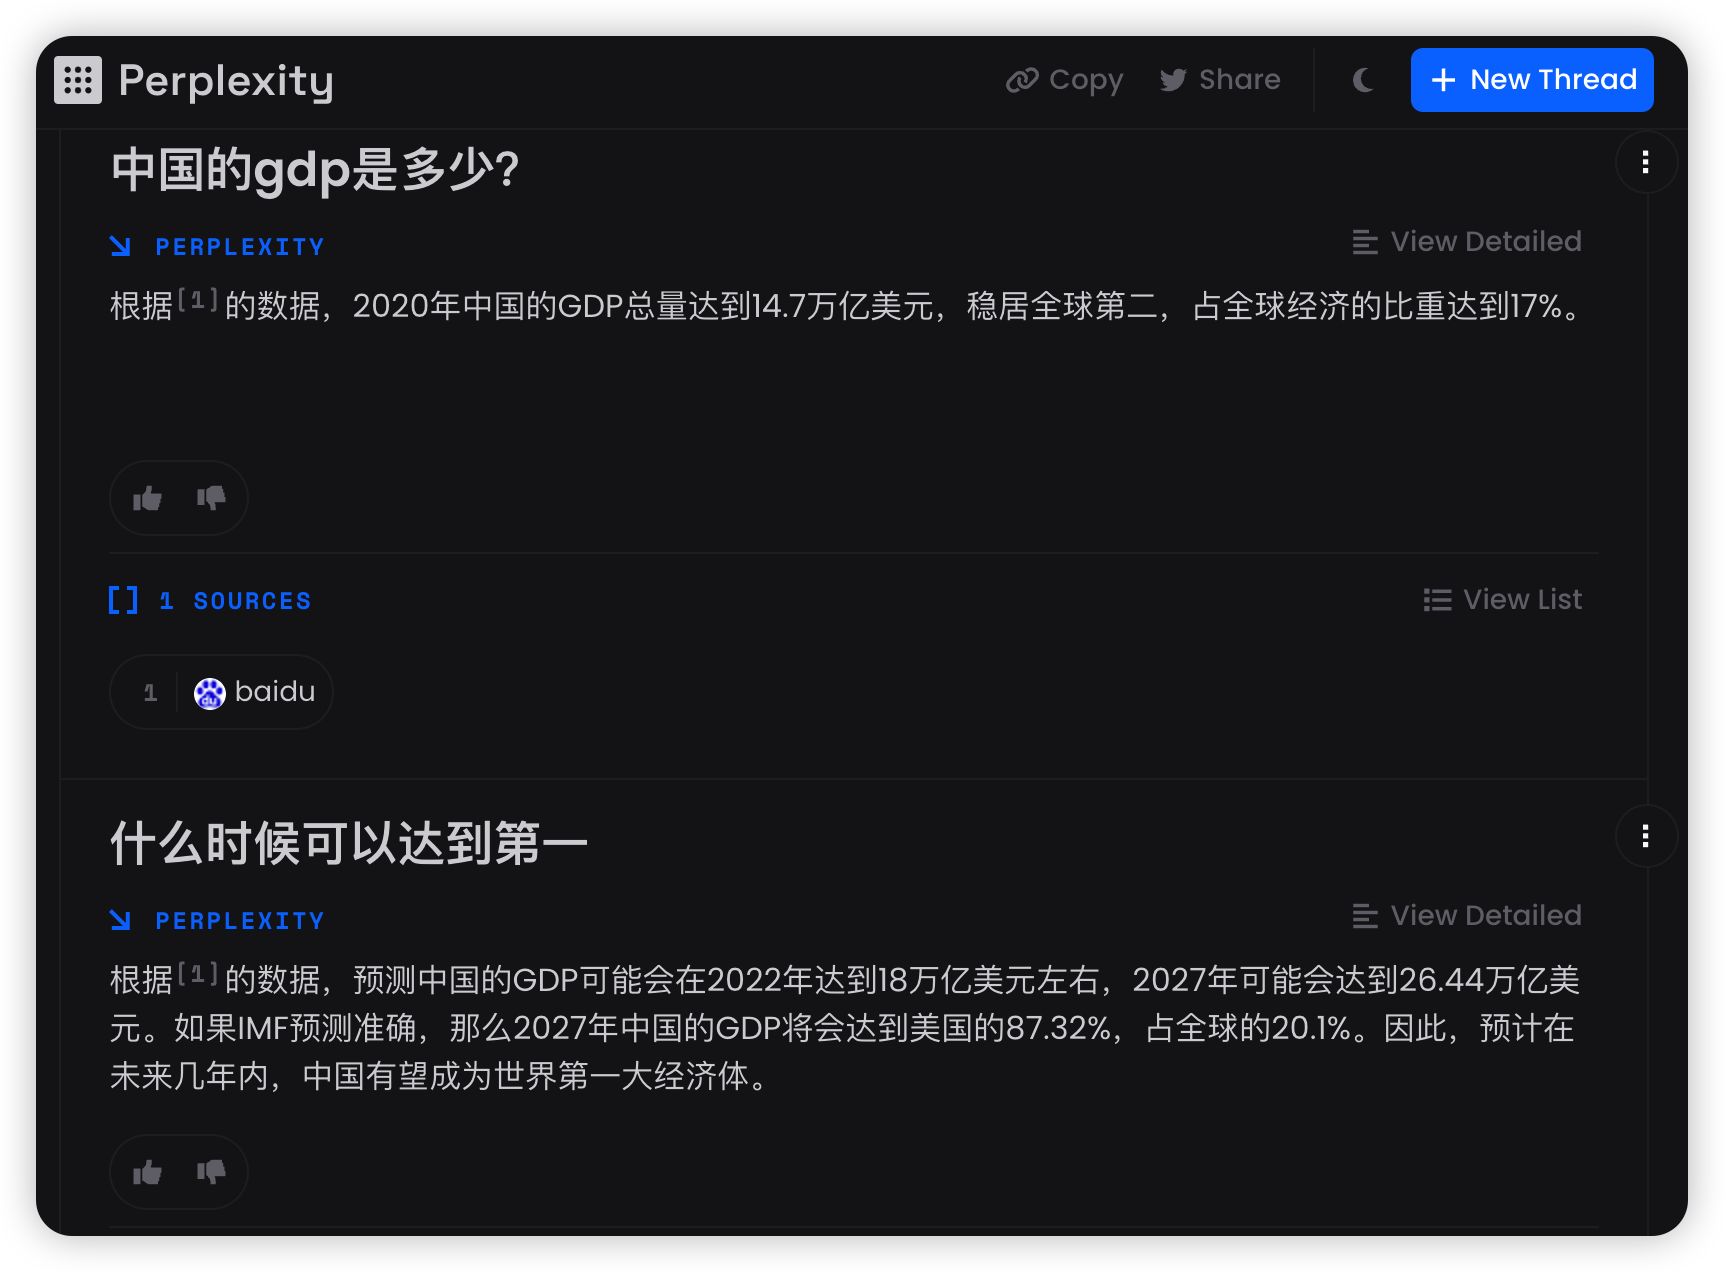 Perplexity
Copy
Share
New Thread
中国的gdp是多少?
PERPLEXITY
View Detailed
根据[1]的数据，2020年中国的GDP总量达到14.7万亿美元，稳居全球第二，占全球经济的比重达到17%。
1 SOURCES
View List
1 baidu
什么时候可以达到第一
PERPLEXITY
View Detailed
根据[1]的数据，预测中国的GDP可能会在2022年达到18万亿美元左右，2027年可能会达到26.44万亿美
元。如果IMF预测准确，那么2027年中国的GDP将会达到美国的87.32%，占全球的20.1%。因此，预计在
未来几年内，中国有望成为世界第一大经济体。